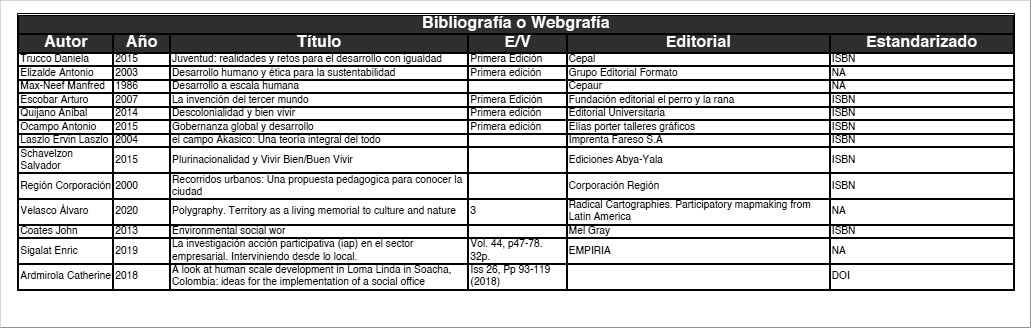 Bibliografía o Webgrafía
Autor Año Título E/V Editorial Estandarizado
Trucco Daniela 2015 Juventud: realidades y retos para el desarrollo con igualdad Primera Edición Cepal ISBN
Elizalde Antonio 2003 Desarrollo humano y ética para la sustentabilidad Primera edición Grupo Editorial Formato NA
Max-Neef Manfred 1986 Desarrollo a escala humana Cepaur NA
Escobar Arturo 2007 La invención del tercer mundo Primera Edición Fundación editorial el perro y la rana ISBN
Quijano Aníbal 2014 Descolonialidad y bien vivir Primera edición Editorial Universitaria ISBN
Ocampo Antonio 2015 Gobernanza global y desarrollo Primera edición Elías porter talleres gráficos ISBN
Laszlo Ervin Laszlo 2004 el campo Akasico: Una teoría integral del todo Imprenta Fareso S.A ISBN
Schavelzon
Salvador 2015 Plurinacionalidad y Vivir Bien/Buen Vivir Ediciones Abya-Yala ISBN
Región Corporación 2000 Recorridos urbanos: Una propuesta pedagogica para conocer la
ciudad Corporación Región ISBN
Velasco Álvaro 2020 Polygraphy. Territory as a living memorial to culture and nature 3 Radical Cartographies. Participatory mapmaking from
Latin America NA
Coates John 2013 Environmental social wor Mel Gray ISBN
Sigalat Enric 2019 La investigación acción participativa (iap) en el sector
empresarial. Interviniendo desde lo local. Vol. 44, p47-78.
32p. EMPIRIA NA
Ardmirola Catherine 2018 A look at human scale development in Loma Linda in Soacha,
Colombia: ideas for the implementation of a social office Iss 26, Pp 93-119
(2018) DOI